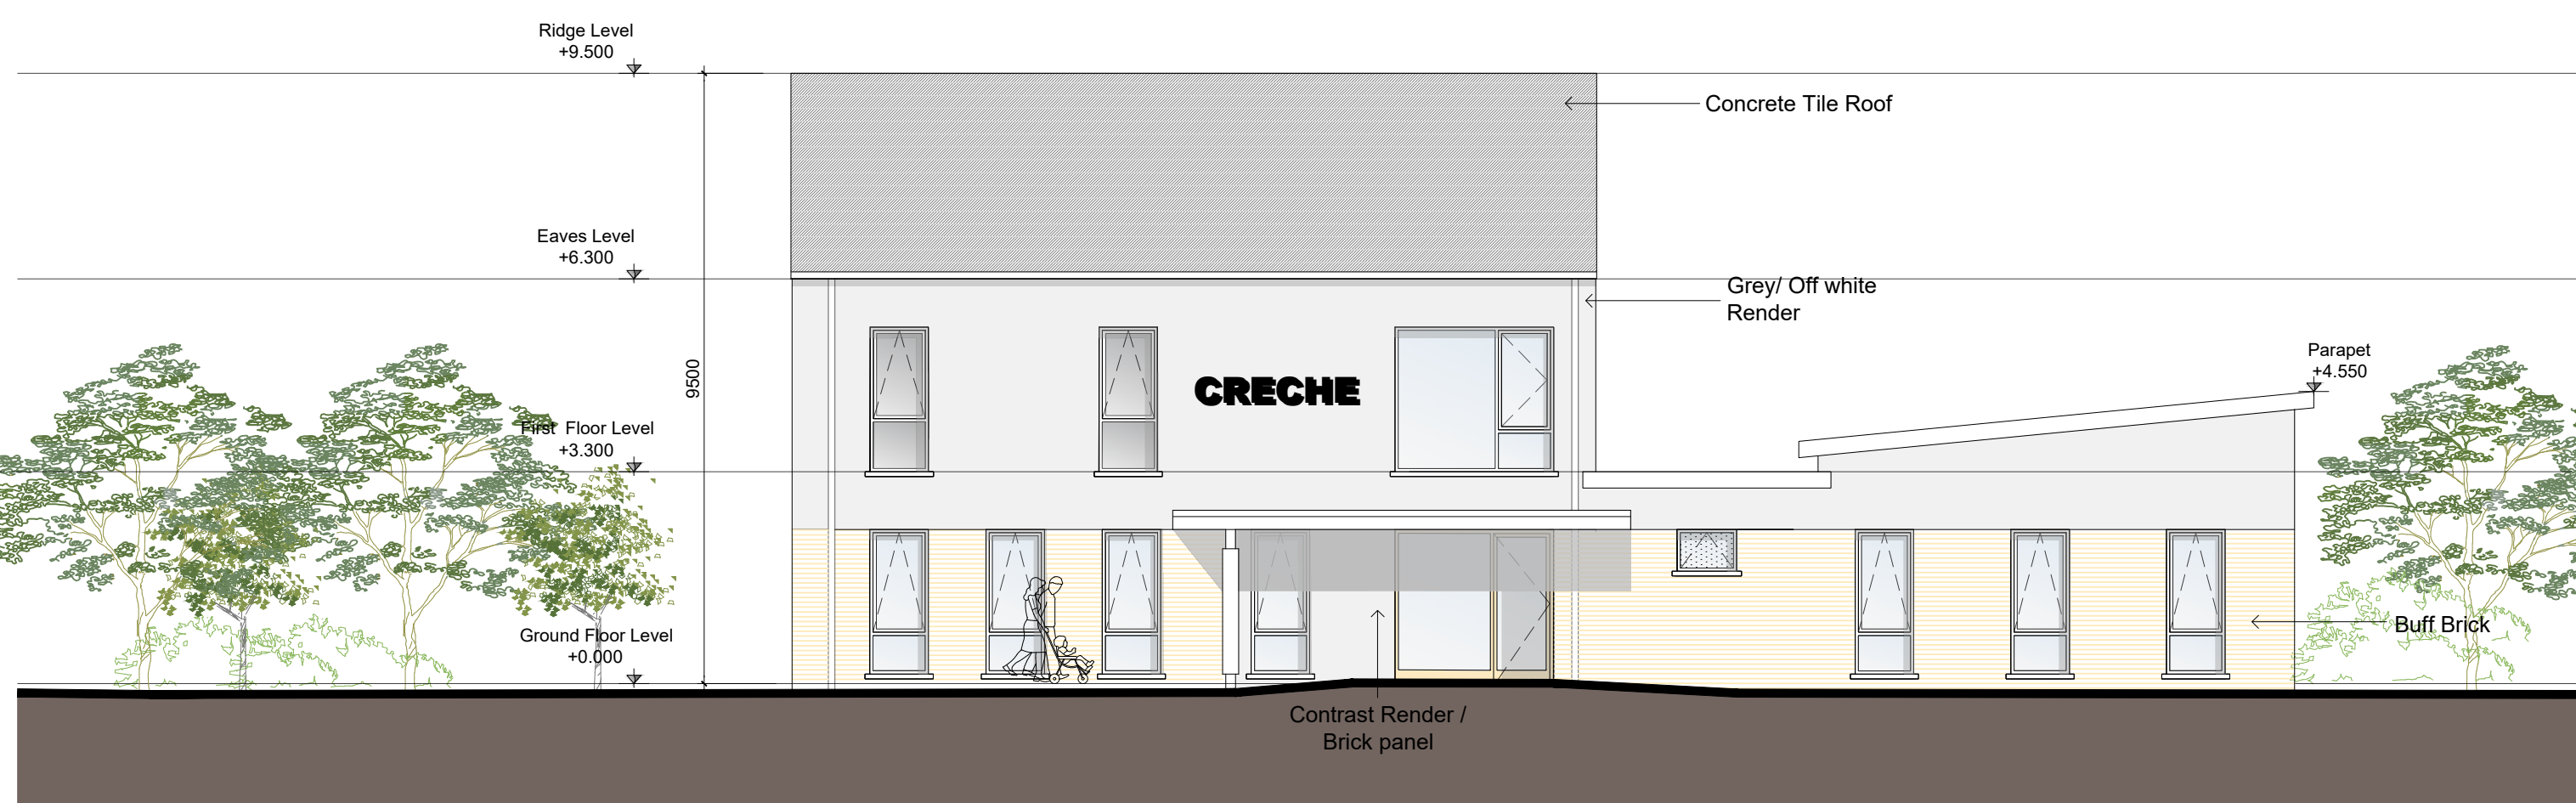 Ridge Level
+9.500
Concrete Tile Roof
Eaves Level
+6.300
Grey/ Off white
Render
Parapet
+4.550
9500
CRECHE
First Floor Level
+3.300
Ground Floor Level
+0.000
Buff Brick
Contrast Render /
Brick panel